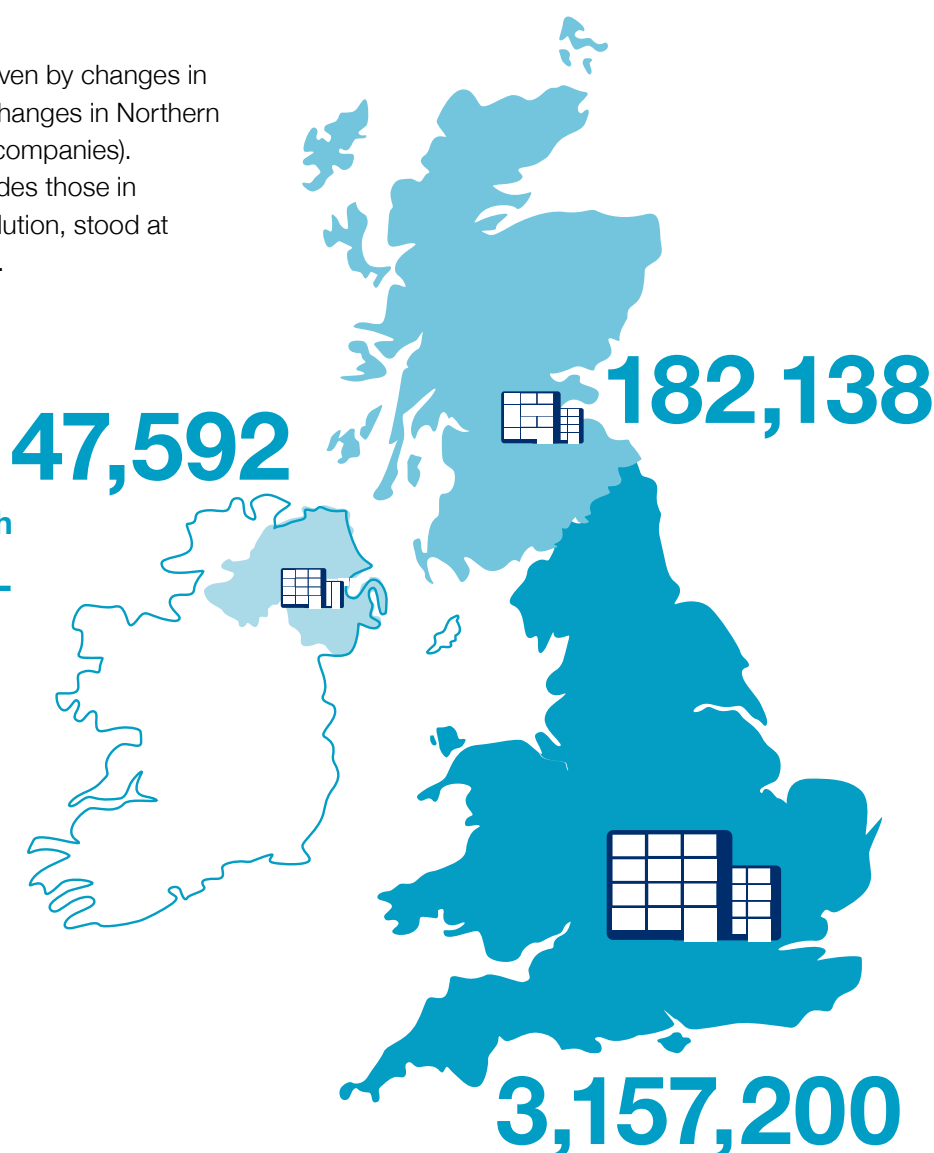 ven by changes in
hanges in Northern
companies).
des those in
lution, stood at
.
182,138
47,592
h
3,157,200